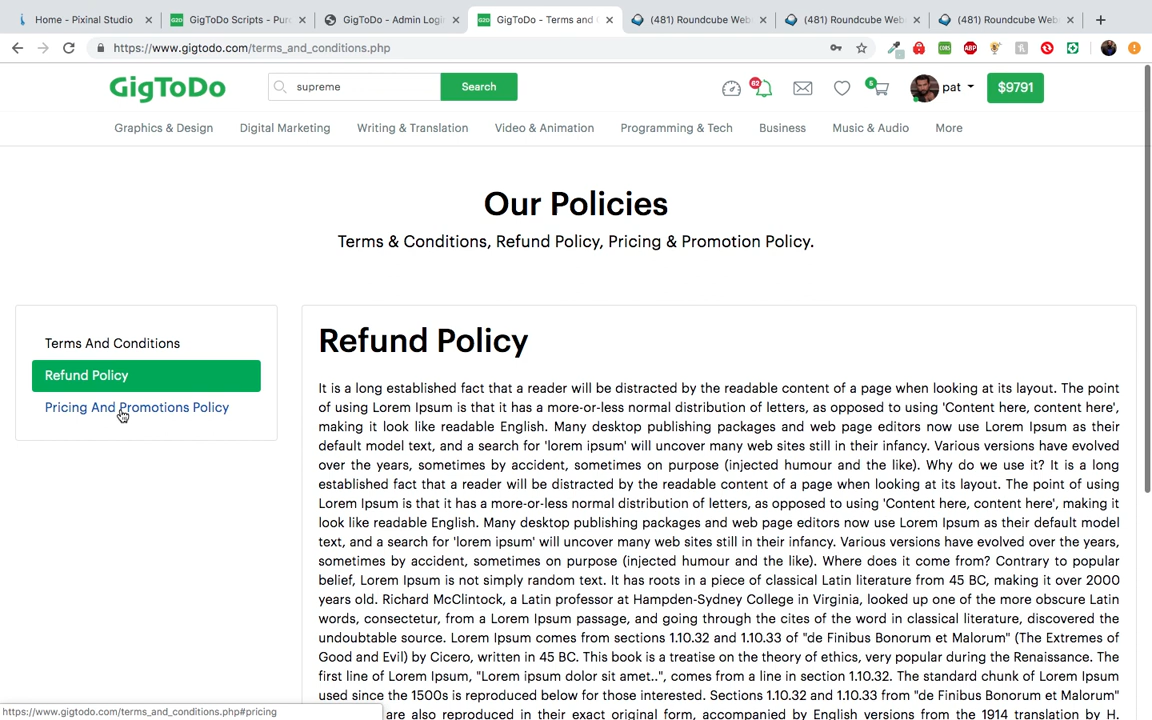 Home - Pixinal Studio
GigToDo Scripts - Pur
GigToDo - Admin Login
GigToDo - Terms and
(481) Roundcube Web
(481) Roundcube Web
(481) Roundcube Web
https://www.gigtodo.com/terms_and_conditions.php
GigToDo
supreme
Search
62
5
pat
$9791
Graphics & Design
Digital Marketing
Writing & Translation
Video & Animation
Programming & Tech
Business
Music & Audio
More
Our Policies
Terms & Conditions, Refund Policy, Pricing & Promotion Policy.
Terms And Conditions
Refund Policy
Pricing And Promotions Policy
Refund Policy
It is a long established fact that a reader will be distracted by the readable content of a page when looking at its layout. The point
of using Lorem Ipsum is that it has a more-or-less normal distribution of letters, as opposed to using 'Content here, content here',
making it look like readable English. Many desktop publishing packages and web page editors now use Lorem Ipsum as their
default model text, and a search for 'lorem ipsum' will uncover many web sites still in their infancy. Various versions have evolved
over the years, sometimes by accident, sometimes on purpose (injected humour and the like). Why do we use it? It is a long
established fact that a reader will be distracted by the readable content of a page when looking at its layout. The point of using
Lorem Ipsum is that it has a more-or-less normal distribution of letters, as opposed to using 'Content here, content here', making it
look like readable English. Many desktop publishing packages and web page editors now use Lorem Ipsum as their default model
text, and a search for 'lorem ipsum' will uncover many web sites still in their infancy. Various versions have evolved over the years,
sometimes by accident, sometimes on purpose (injected humour and the like). Where does it come from? Contrary to popular
belief, Lorem Ipsum is not simply random text. It has roots in a piece of classical Latin literature from 45 BC, making it over 2000
years old. Richard McClintock, a Latin professor at Hampden-Sydney College in Virginia, looked up one of the more obscure Latin
words, consectetur, from a Lorem Ipsum passage, and going through the cites of the word in classical literature, discovered the
undoubtable source. Lorem Ipsum comes from sections 1.10.32 and 1.10.33 of "de Finibus Bonorum et Malorum" (The Extremes of
Good and Evil) by Cicero, written in 45 BC. This book is a treatise on the theory of ethics, very popular during the Renaissance. The
first line of Lorem Ipsum, "Lorem ipsum dolor sit amet..", comes from a line in section 1.10.32. The standard chunk of Lorem Ipsum
used since the 1500s is reproduced below for those interested. Sections 1.10.32 and 1.10.33 from "de Finibus Bonorum et Malorum"
are also reproduced in their exact original form, accompanied by English versions from the 1914 translation by H.
https://www.gigtodo.com/terms_and_conditions.php#pricing